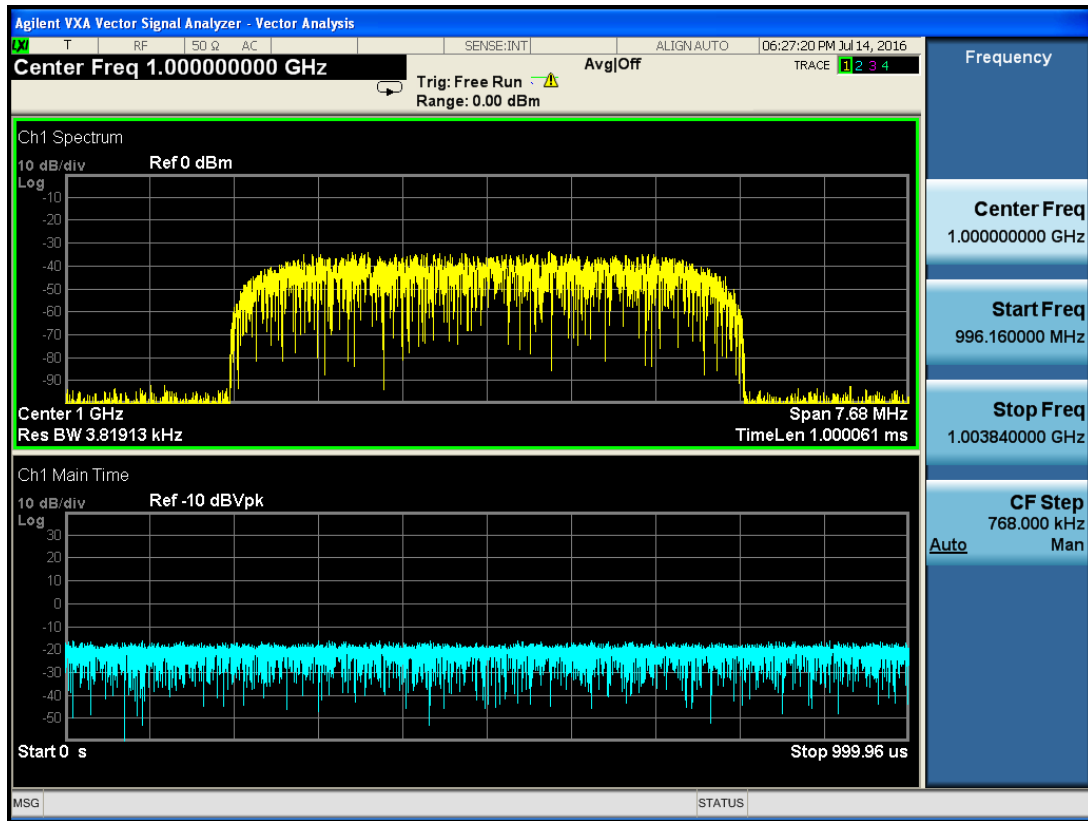 Agilent VXA Vector Signal Analyzer - Vector Analysis
LXI T RF 50 Ω AC SENSE:INT ALIGN AUTO 06:27:20 PM Jul 14, 2016
Center Freq 1.000000000 GHz
Trig: Free Run
Range: 0.00 dBm
Avg|Off
TRACE 1 2 3 4
Ch1 Spectrum
10 dB/div Ref 0 dBm
Log
-10
-20
-30
-40
-50
-60
-70
-80
-90
Center 1 GHz Span 7.68 MHz
Res BW 3.81913 kHz TimeLen 1.000061 ms
Ch1 Main Time
10 dB/div Ref -10 dBVpk
Log
30
20
10
0
-10
-20
-30
-40
-50
Start 0 s Stop 999.96 us
MSG STATUS
Frequency
Center Freq
1.000000000 GHz
Start Freq
996.160000 MHz
Stop Freq
1.003840000 GHz
CF Step
768.000 kHz
Auto Man